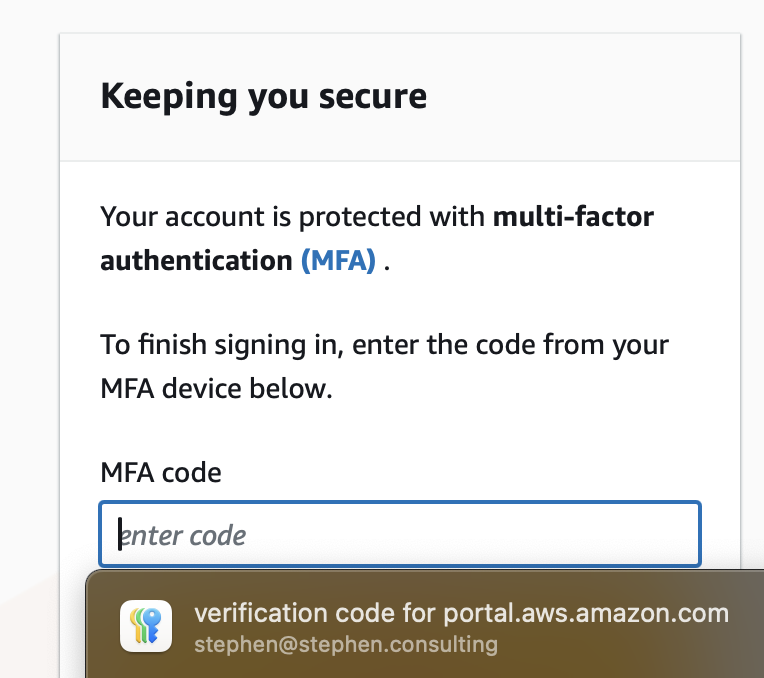 Keeping you secure
Your account is protected with multi-factor
authentication (MFA) .
To finish signing in, enter the code from your
MFA device below.
MFA code
enter code
verification code for portal.aws.amazon.com
stephen@stephen.consulting